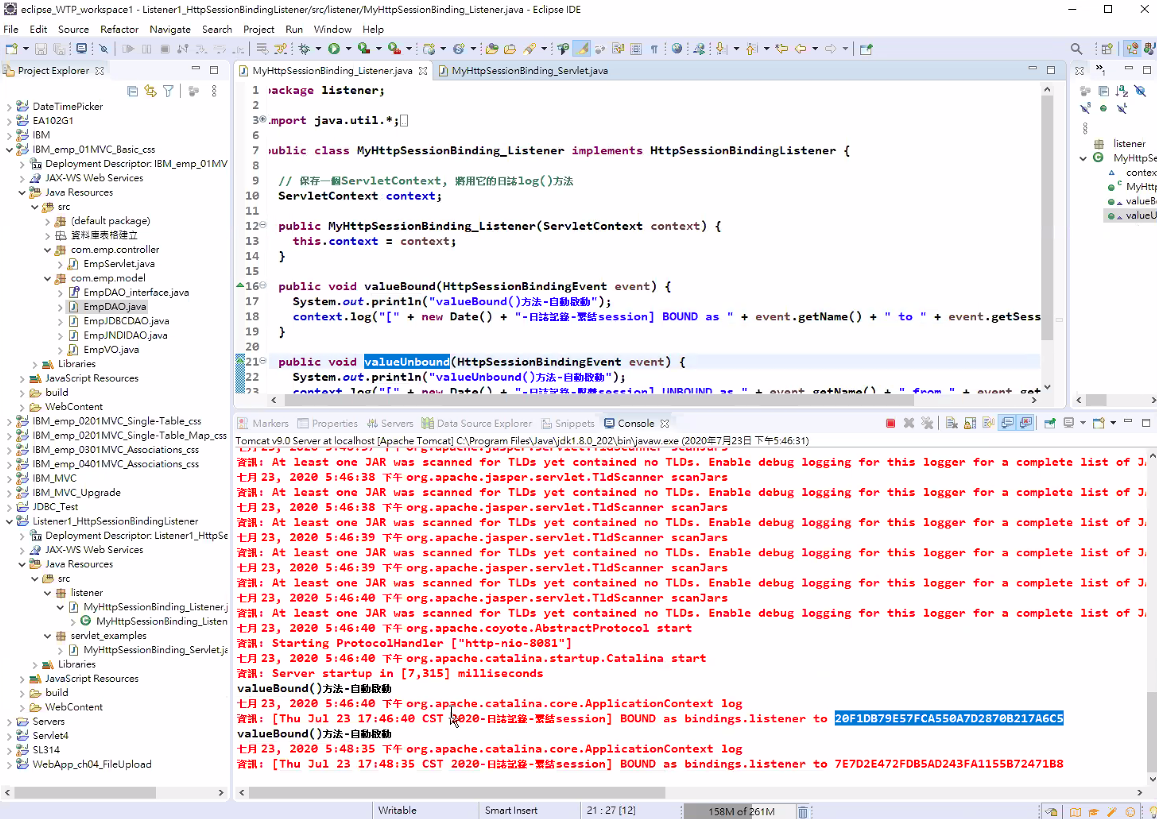 eclipse_WTP_workspace1 - Listener1_HttpSessionBindingListener/src/listener/MyHttpSessionBinding_Listener.java - Eclipse IDE
File Edit Source Refactor Navigate Search Project Run Window Help
Project Explorer
DateTimePicker
EA102G1
IBM
IBM_emp_01MVC_Basic_css
Deployment Descriptor: IBM_emp_01MV
JAX-WS Web Services
Java Resources
src
(default package)
資料庫表格建立
com.emp.controller
EmpServlet.java
com.emp.model
EmpDAO_interface.java
EmpDAO.java
EmpJDBCDAO.java
EmpJNDIDAO.java
EmpVO.java
Libraries
JavaScript Resources
build
WebContent
IBM_emp_0201MVC_Single-Table_css
IBM_emp_0202MVC_Single-Table_Map_css
IBM_emp_0301MVC_Associations_css
IBM_emp_0401MVC_Associations_css
IBM_MVC
IBM_MVC_Upgrade
JDBC_Test
Listener1_HttpSessionBindingListener
Deployment Descriptor: Listener1_HttpSe
JAX-WS Web Services
Java Resources
src
listener
MyHttpSessionBinding_Listener.j
MyHttpSessionBinding_Listen
servlet_examples
MyHttpSessionBinding_Servlet.ja
Libraries
JavaScript Resources
build
WebContent
Servers
Servlet4
SL314
WebApp_ch04_FileUpload
MyHttpSessionBinding_Listener.java MyHttpSessionBinding_Servlet.java
1 package listener;
2
3 import java.util.*;
6
7 public class MyHttpSessionBinding_Listener implements HttpSessionBindingListener {
8
9 // 保存一個ServletContext, 將用它的日誌log()方法
10 ServletContext context;
11
12 public MyHttpSessionBinding_Listener(ServletContext context) {
13 this.context = context;
14 }
15
16 public void valueBound(HttpSessionBindingEvent event) {
17 System.out.println("valueBound()方法-自動啟動");
18 context.log("[" + new Date() + "-日誌記錄-繫結session] BOUND as " + event.getName() + " to " + event.getSess
19 }
20
21 public void valueUnbound(HttpSessionBindingEvent event) {
22 System.out.println("valueUnbound()方法-自動啟動");
context.log("[" + new Date() + "-日誌記錄-解離session] UNBOUND as " + event.getName() + " from " + event.get
listener
MyHttpSe
contex
MyHtt
valueB
valueU
Markers Properties Servers Data Source Explorer Snippets Console
Tomcat v9.0 Server at localhost [Apache Tomcat] C:\Program Files\Java\jdk1.8.0_202\bin\javaw.exe (2020年7月23日 下午5:46:31)
七月 23, 2020 5:46:37 下午 org.apache.jasper.servlet.TldScanner scanJars
資訊: At least one JAR was scanned for TLDs yet contained no TLDs. Enable debug logging for this logger for a complete list of JA
七月 23, 2020 5:46:38 下午 org.apache.jasper.servlet.TldScanner scanJars
資訊: At least one JAR was scanned for TLDs yet contained no TLDs. Enable debug logging for this logger for a complete list of JA
七月 23, 2020 5:46:38 下午 org.apache.jasper.servlet.TldScanner scanJars
資訊: At least one JAR was scanned for TLDs yet contained no TLDs. Enable debug logging for this logger for a complete list of JA
七月 23, 2020 5:46:39 下午 org.apache.jasper.servlet.TldScanner scanJars
資訊: At least one JAR was scanned for TLDs yet contained no TLDs. Enable debug logging for this logger for a complete list of JA
七月 23, 2020 5:46:39 下午 org.apache.jasper.servlet.TldScanner scanJars
資訊: At least one JAR was scanned for TLDs yet contained no TLDs. Enable debug logging for this logger for a complete list of JA
七月 23, 2020 5:46:40 下午 org.apache.jasper.servlet.TldScanner scanJars
資訊: At least one JAR was scanned for TLDs yet contained no TLDs. Enable debug logging for this logger for a complete list of JA
七月 23, 2020 5:46:40 下午 org.apache.coyote.AbstractProtocol start
資訊: Starting ProtocolHandler ["http-nio-8081"]
七月 23, 2020 5:46:40 下午 org.apache.catalina.startup.Catalina start
資訊: Server startup in [7,315] milliseconds
valueBound()方法-自動啟動
七月 23, 2020 5:46:40 下午 org.apache.catalina.core.ApplicationContext log
資訊: [Thu Jul 23 17:46:40 CST 2020-日誌記錄-繫結session] BOUND as bindings.listener to 20F1DB79E57FCA550A7D2870B217A6C5
valueBound()方法-自動啟動
七月 23, 2020 5:48:35 下午 org.apache.catalina.core.ApplicationContext log
資訊: [Thu Jul 23 17:48:35 CST 2020-日誌記錄-繫結session] BOUND as bindings.listener to 7E7D2E472FDB5AD243FA1155B72471B8
Writable Smart Insert 21 : 27 [12] 158M of 261M